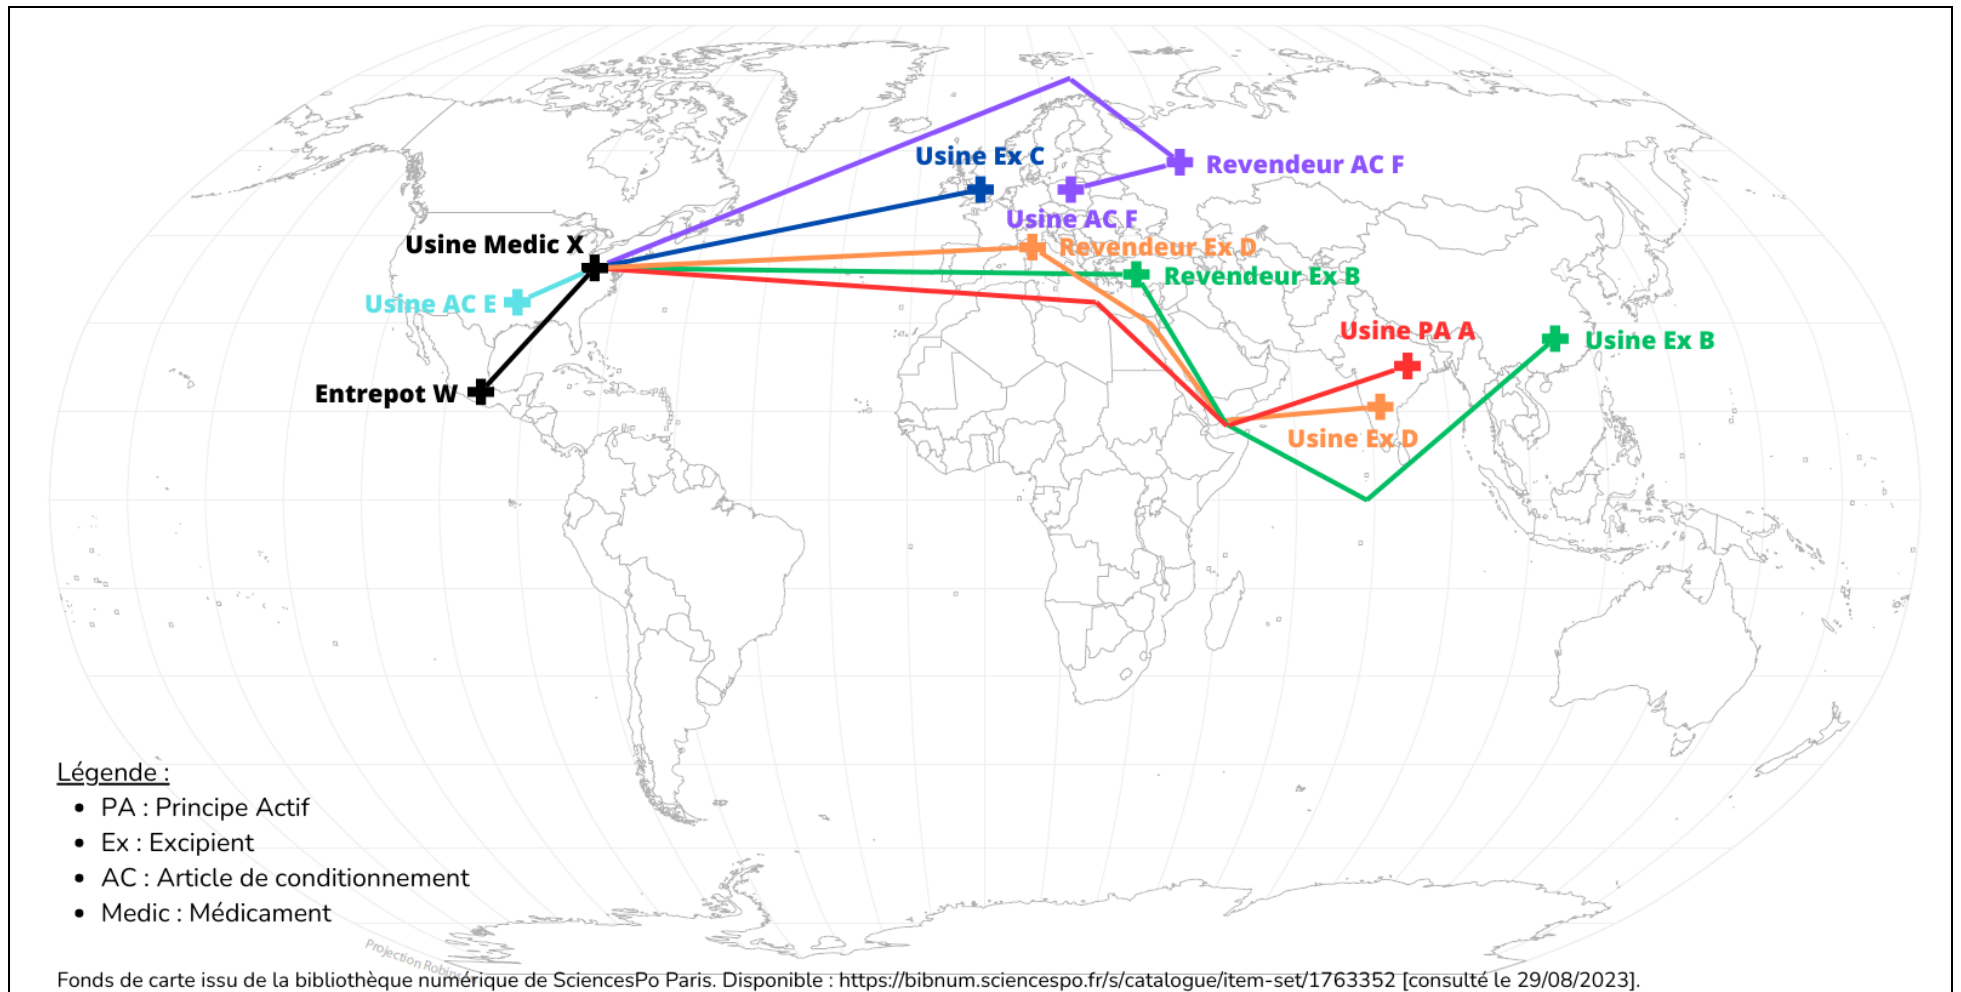 Usine Ex C
Revendeur AC F
Usine AC F
Usine Medic X
Revendeur Ex D
Revendeur Ex B
Usine AC E
Usine PA A
Usine Ex B
Entrepot W
Usine Ex D
Légende :
• PA : Principe Actif
• Ex : Excipient
• AC : Article de conditionnement
• Medic : Médicament
Projection Robin
Fonds de carte issu de la bibliothèque numérique de SciencesPo Paris. Disponible : https://bibnum.sciencespo.fr/s/catalogue/item-set/1763352 [consulté le 29/08/2023].